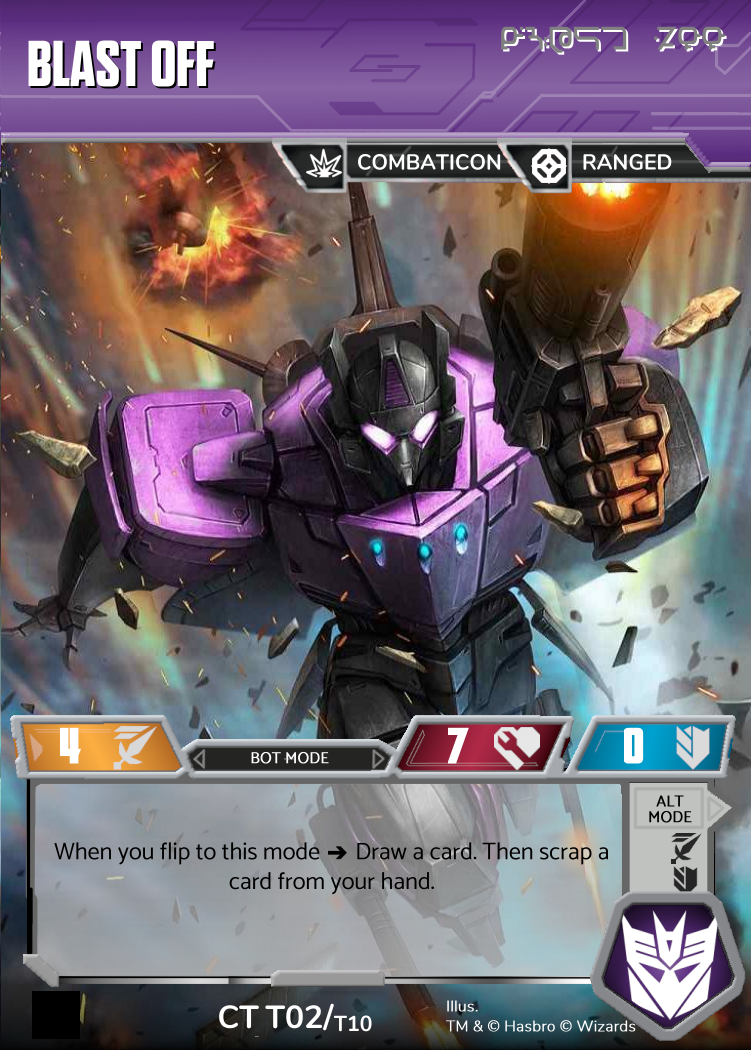 BLAST OFF
COMBATICON RANGED
4 7 0
BOT MODE
ALT
MODE
When you flip to this mode ➔ Draw a card. Then scrap a
card from your hand.
CT T02/T10
Illus.
TM & © Hasbro © Wizards